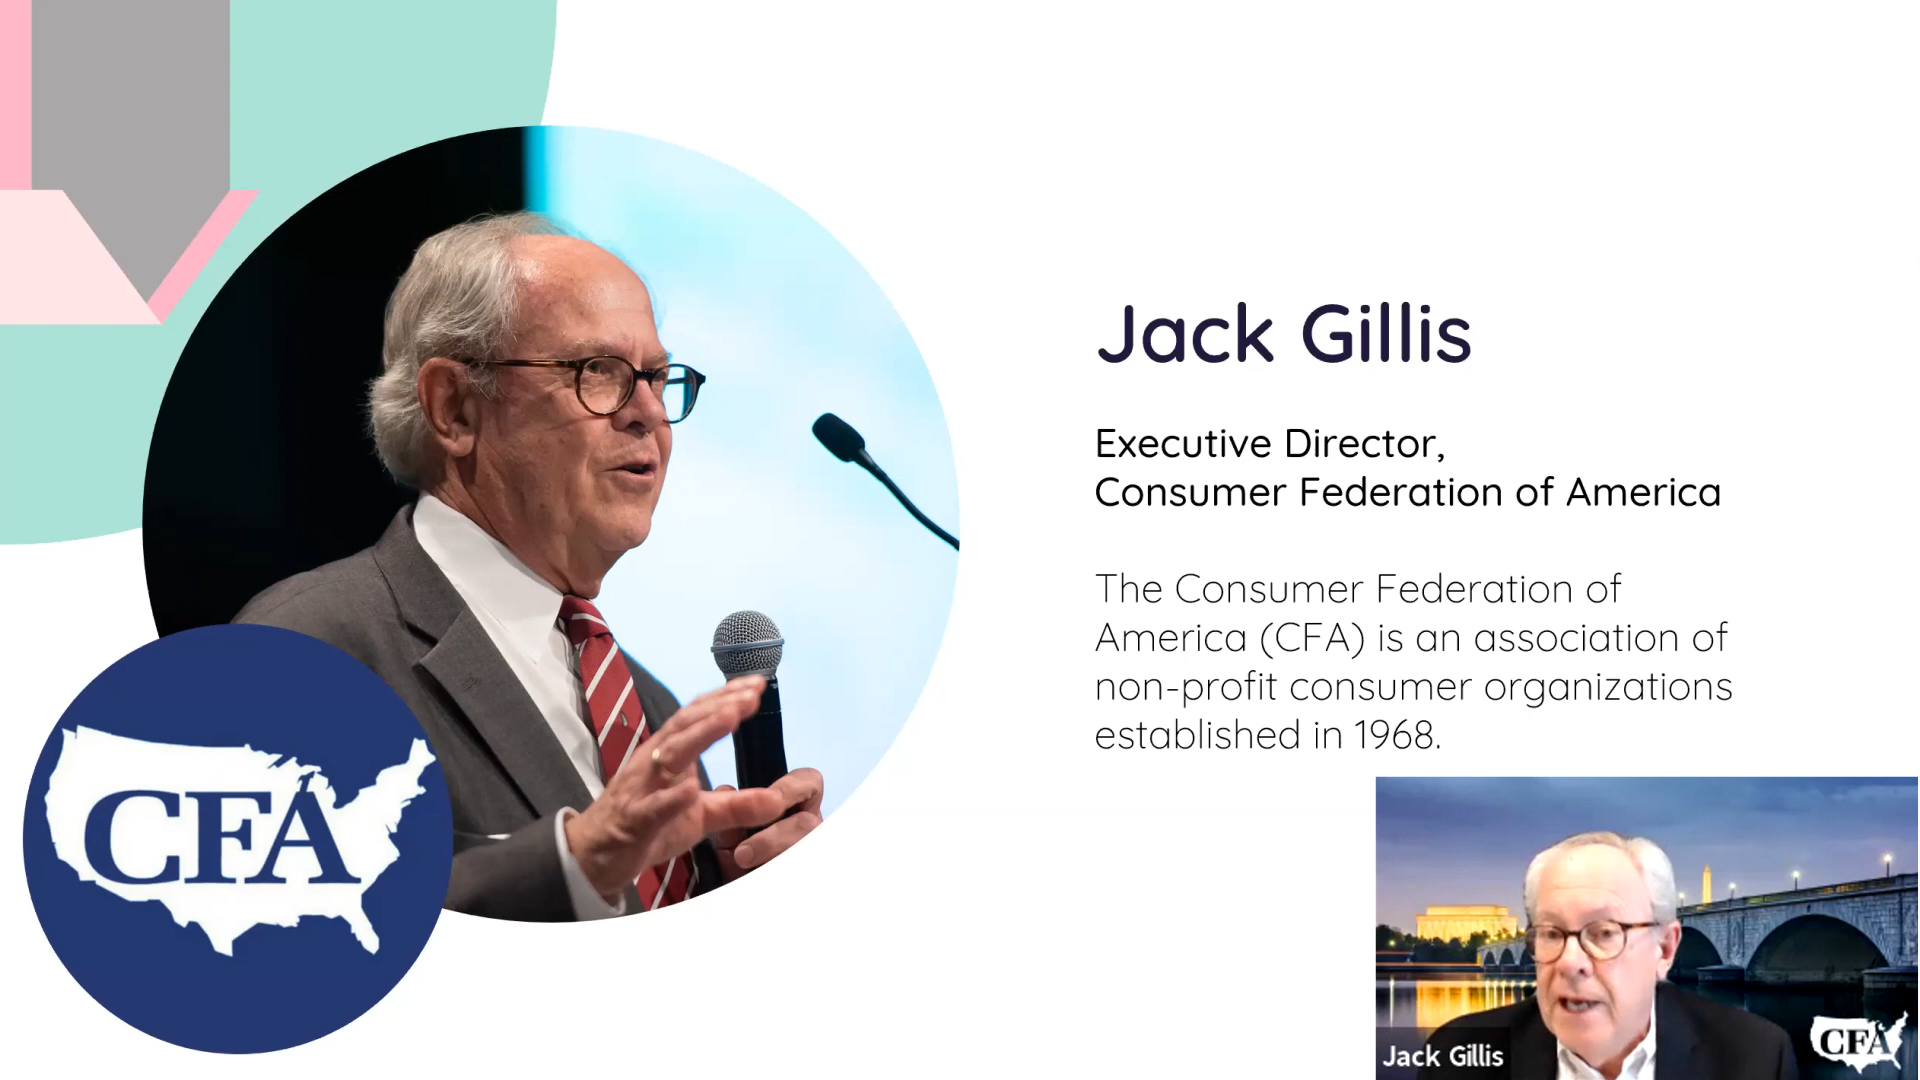 Jack Gillis
Executive Director,
Consumer Federation of America
The Consumer Federation of
America (CFA) is an association of
non-profit consumer organizations
established in 1968.
CFA
Jack Gillis
CFA